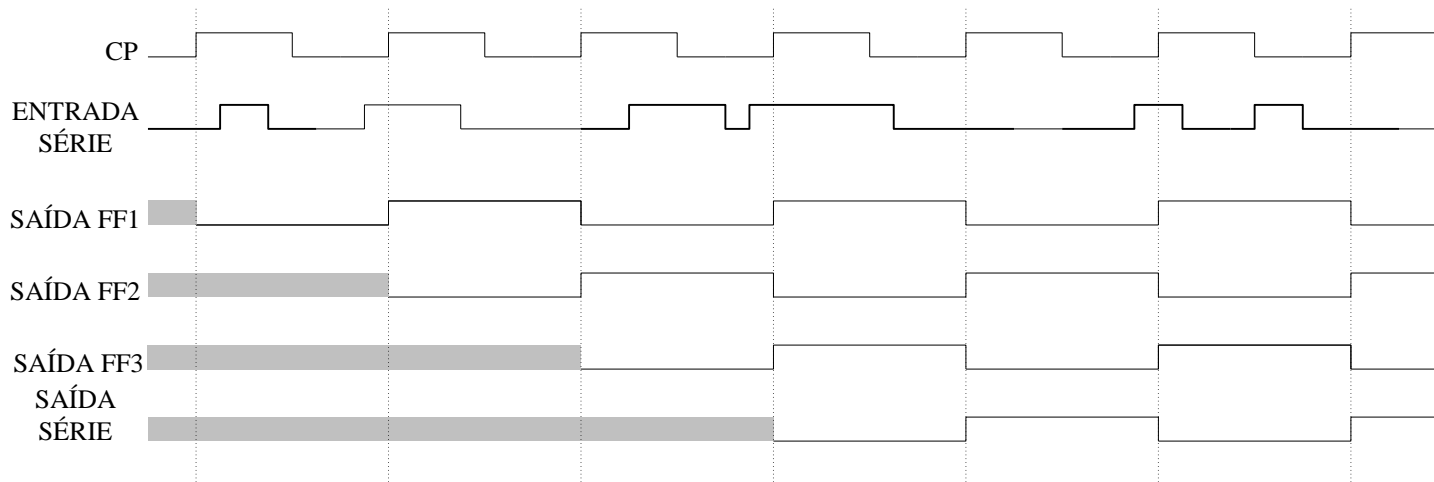 CP
ENTRADA
SÉRIE
SAÍDA FF1
SAÍDA FF2
SAÍDA FF3
SAÍDA
SÉRIE